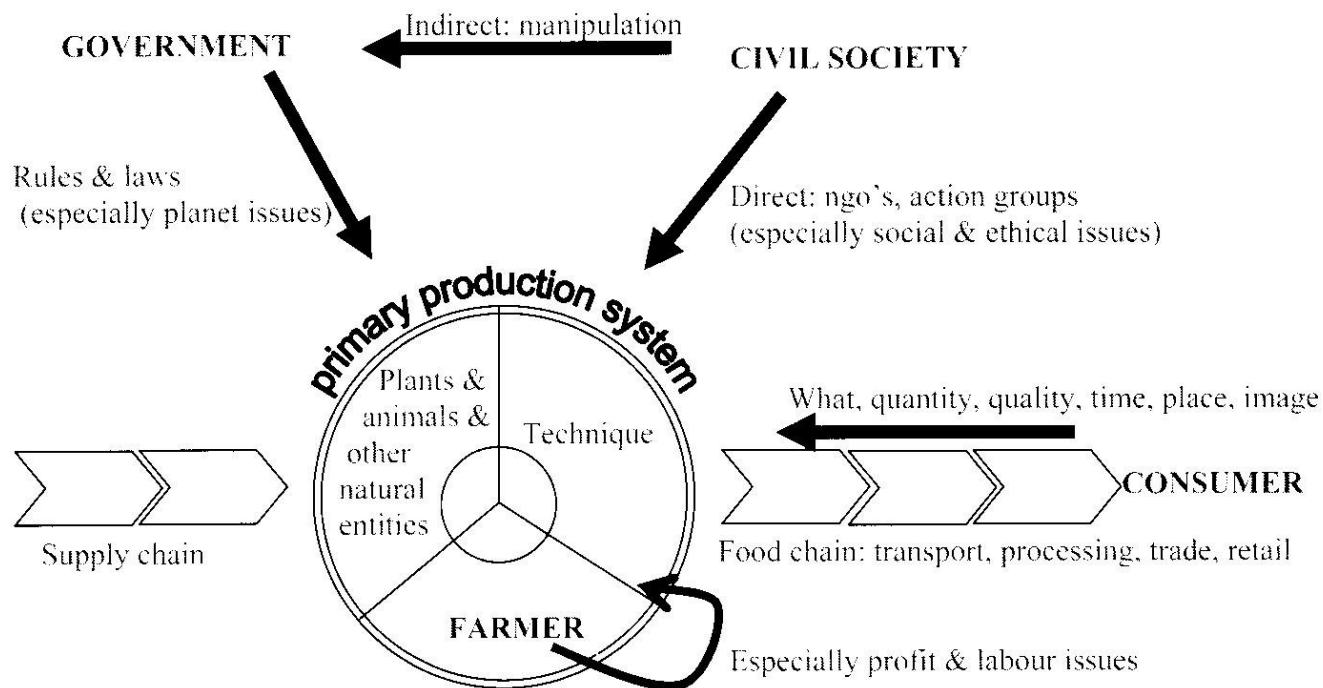 Indirect: manipulation
GOVERNMENT
CIVIL SOCIETY
Rules & laws
(especially planet issues)
Direct: ngo's, action groups
(especially social & ethical issues)
primary production system
Plants &
animals &
other
natural
entities
Technique
What, quantity, quality, time, place, image
CONSUMER
Supply chain
Food chain: transport, processing, trade, retail
FARMER
Especially profit & labour issues